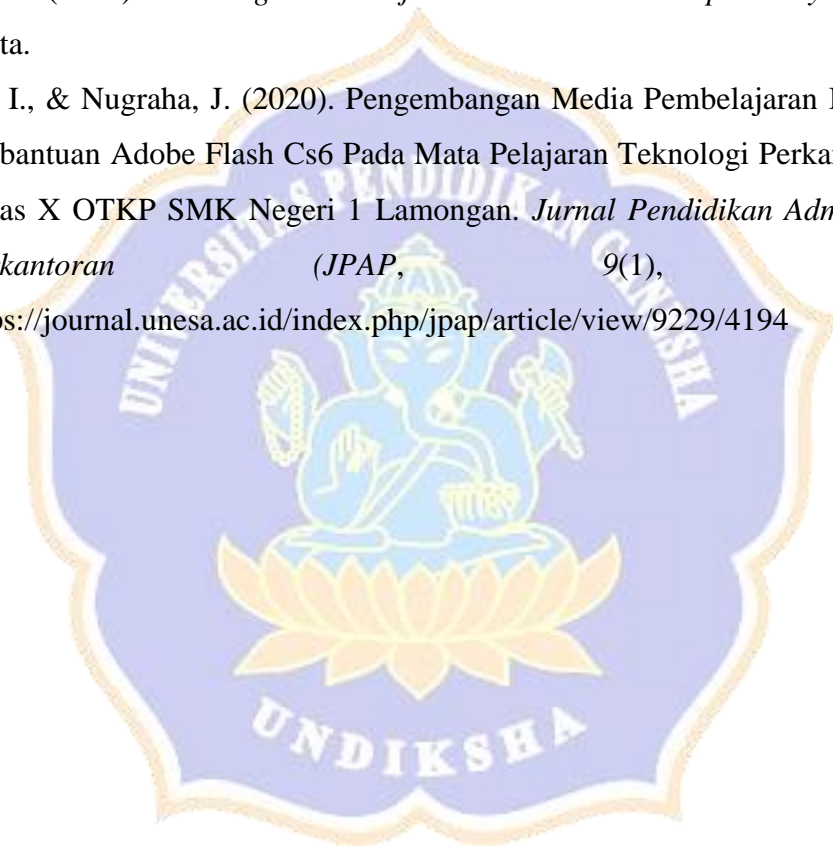 ta.
I., & Nugraha, J. (2020). Pengembangan Media Pembelajaran
bantuan Adobe Flash Cs6 Pada Mata Pelajaran Teknologi Perka
as X OTKP SMK Negeri 1 Lamongan. Jurnal Pendidikan Adm
kantoran (JPAP, 9(1),
os://journal.unesa.ac.id/index.php/jpap/article/view/9229/4194
UNIVERSITAS PENDIDIKAN GANESHA
UNDIKSHA